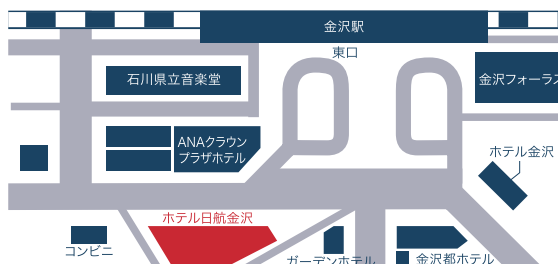 金沢駅
東口
石川県立音楽堂
金沢フォーラス
ANAクラウン
プラザホテル
ホテル金沢
ホテル日航金沢
コンビニ
ガーデンホテル
金沢都ホテル